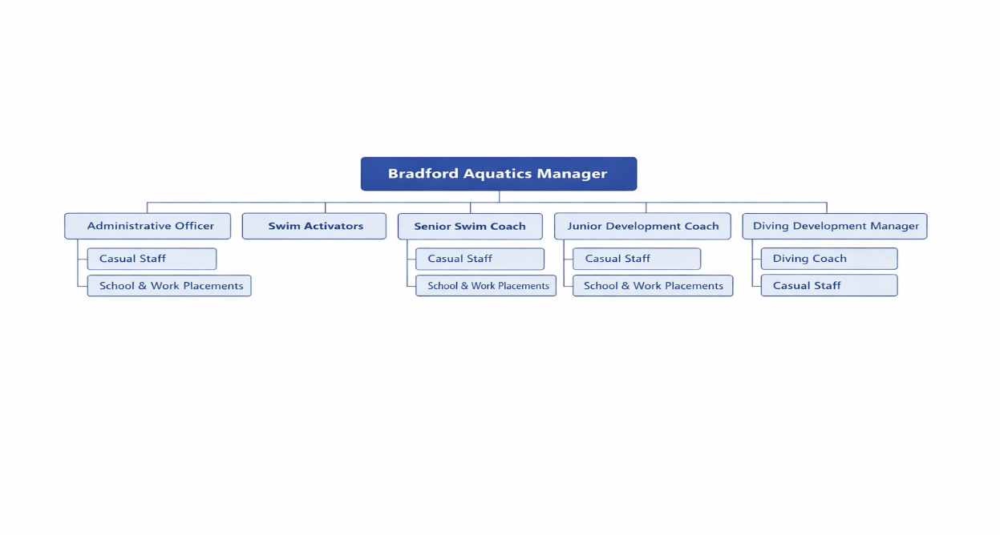 Bradford Aquatics Manager
Administrative Officer
Swim Activators
Senior Swim Coach
Junior Development Coach
Diving Development Manager
Casual Staff
Casual Staff
Casual Staff
Diving Coach
School & Work Placements
School & Work Placements
School & Work Placements
Casual Staff